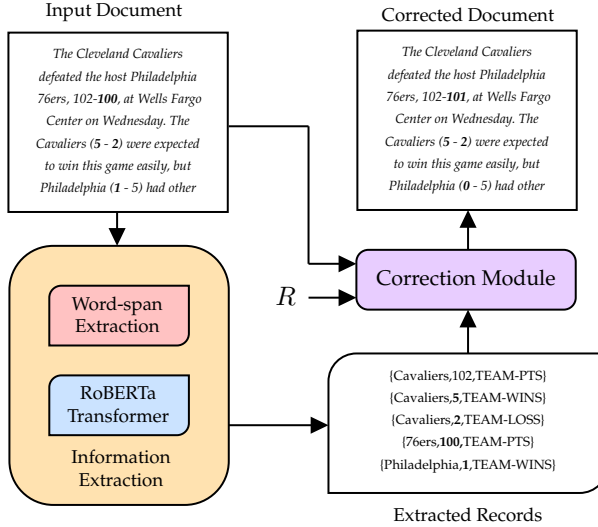 Input Document
The Cleveland Cavaliers
defeated the host Philadelphia
76ers, 102-100, at Wells Fargo
Center on Wednesday. The
Cavaliers (5 - 2) were expected
to win this game easily, but
Philadelphia (1 - 5) had other
Corrected Document
The Cleveland Cavaliers
defeated the host Philadelphia
76ers, 102-101, at Wells Fargo
Center on Wednesday. The
Cavaliers (5 - 2) were expected
to win this game easily, but
Philadelphia (0 - 5) had other
Word-span
Extraction
RoBERTa
Transformer
Information
Extraction
R
Correction Module
{Cavaliers,102,TEAM-PTS}
{Cavaliers,5,TEAM-WINS}
{Cavaliers,2,TEAM-LOSS}
{76ers,100,TEAM-PTS}
{Philadelphia,1,TEAM-WINS}
Extracted Records